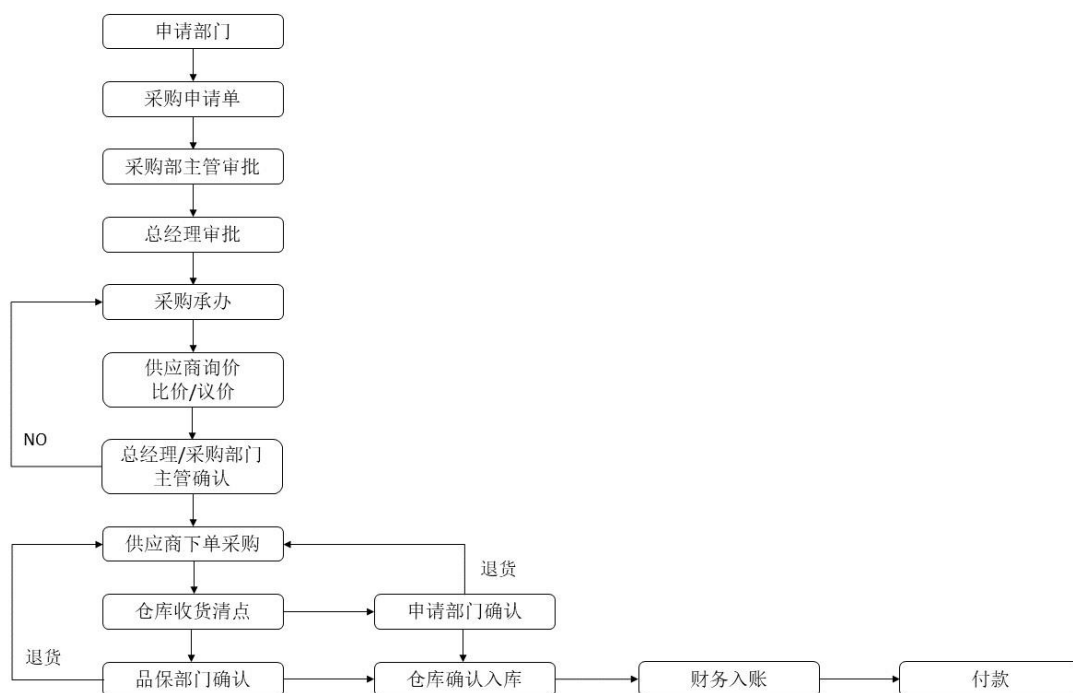 申请部门
采购申请单
采购部主管审批
总经理审批
采购承办
供应商询价
比价/议价
NO
总经理/采购部门
主管确认
供应商下单采购
退货
仓库收货清点
申请部门确认
退货
品保部门确认
仓库确认入库
财务入账
付款